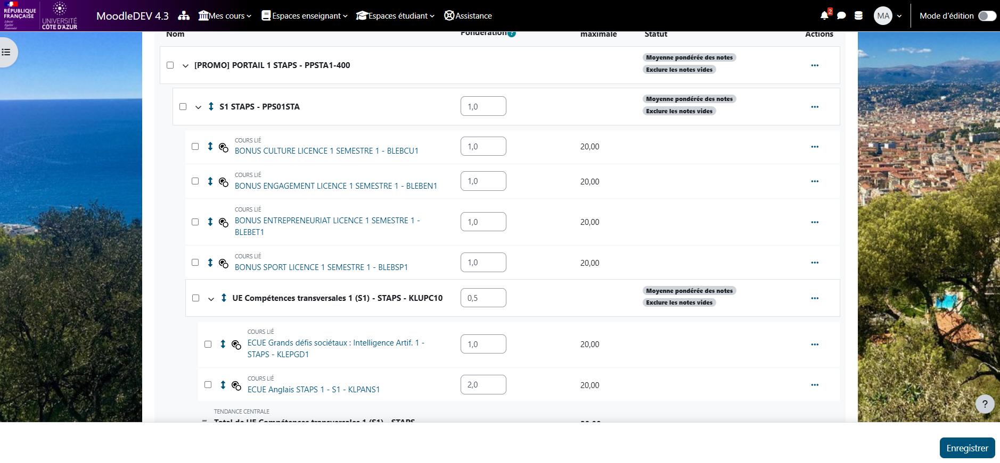 RÉPUBLIQUE
FRANÇAISE
Liberté
Égalité
Fraternité
UNIVERSITÉ
CÔTE D'AZUR
MoodleDEV 4.3
Mes cours
Espaces enseignant
Espaces étudiant
Assistance
2
MA
Mode d'édition
Nom
Pondération
?
maximale
Statut
Actions
[PROMO] PORTAIL 1 STAPS - PPSTA1-400
Moyenne pondérée des notes
Exclure les notes vides
S1 STAPS - PPS01STA
1,0
Moyenne pondérée des notes
Exclure les notes vides
COURS LIÉ
BONUS CULTURE LICENCE 1 SEMESTRE 1 - BLEBCU1
1,0
20,00
COURS LIÉ
BONUS ENGAGEMENT LICENCE 1 SEMESTRE 1 - BLEBEN1
1,0
20,00
COURS LIÉ
BONUS ENTREPRENEURIAT LICENCE 1 SEMESTRE 1 -
BLEBET1
1,0
20,00
COURS LIÉ
BONUS SPORT LICENCE 1 SEMESTRE 1 - BLEBSP1
1,0
20,00
UE Compétences transversales 1 (S1) - STAPS - KLUPC10
0,5
Moyenne pondérée des notes
Exclure les notes vides
COURS LIÉ
ECUE Grands défis sociétaux : Intelligence Artif. 1 -
STAPS - KLEPGD1
1,0
20,00
COURS LIÉ
ECUE Anglais STAPS 1 - S1 - KLPANS1
2,0
20,00
TENDANCE CENTRALE
Total de UE Compétences transversales 1 (S1) - STAPS
?
Enregistrer